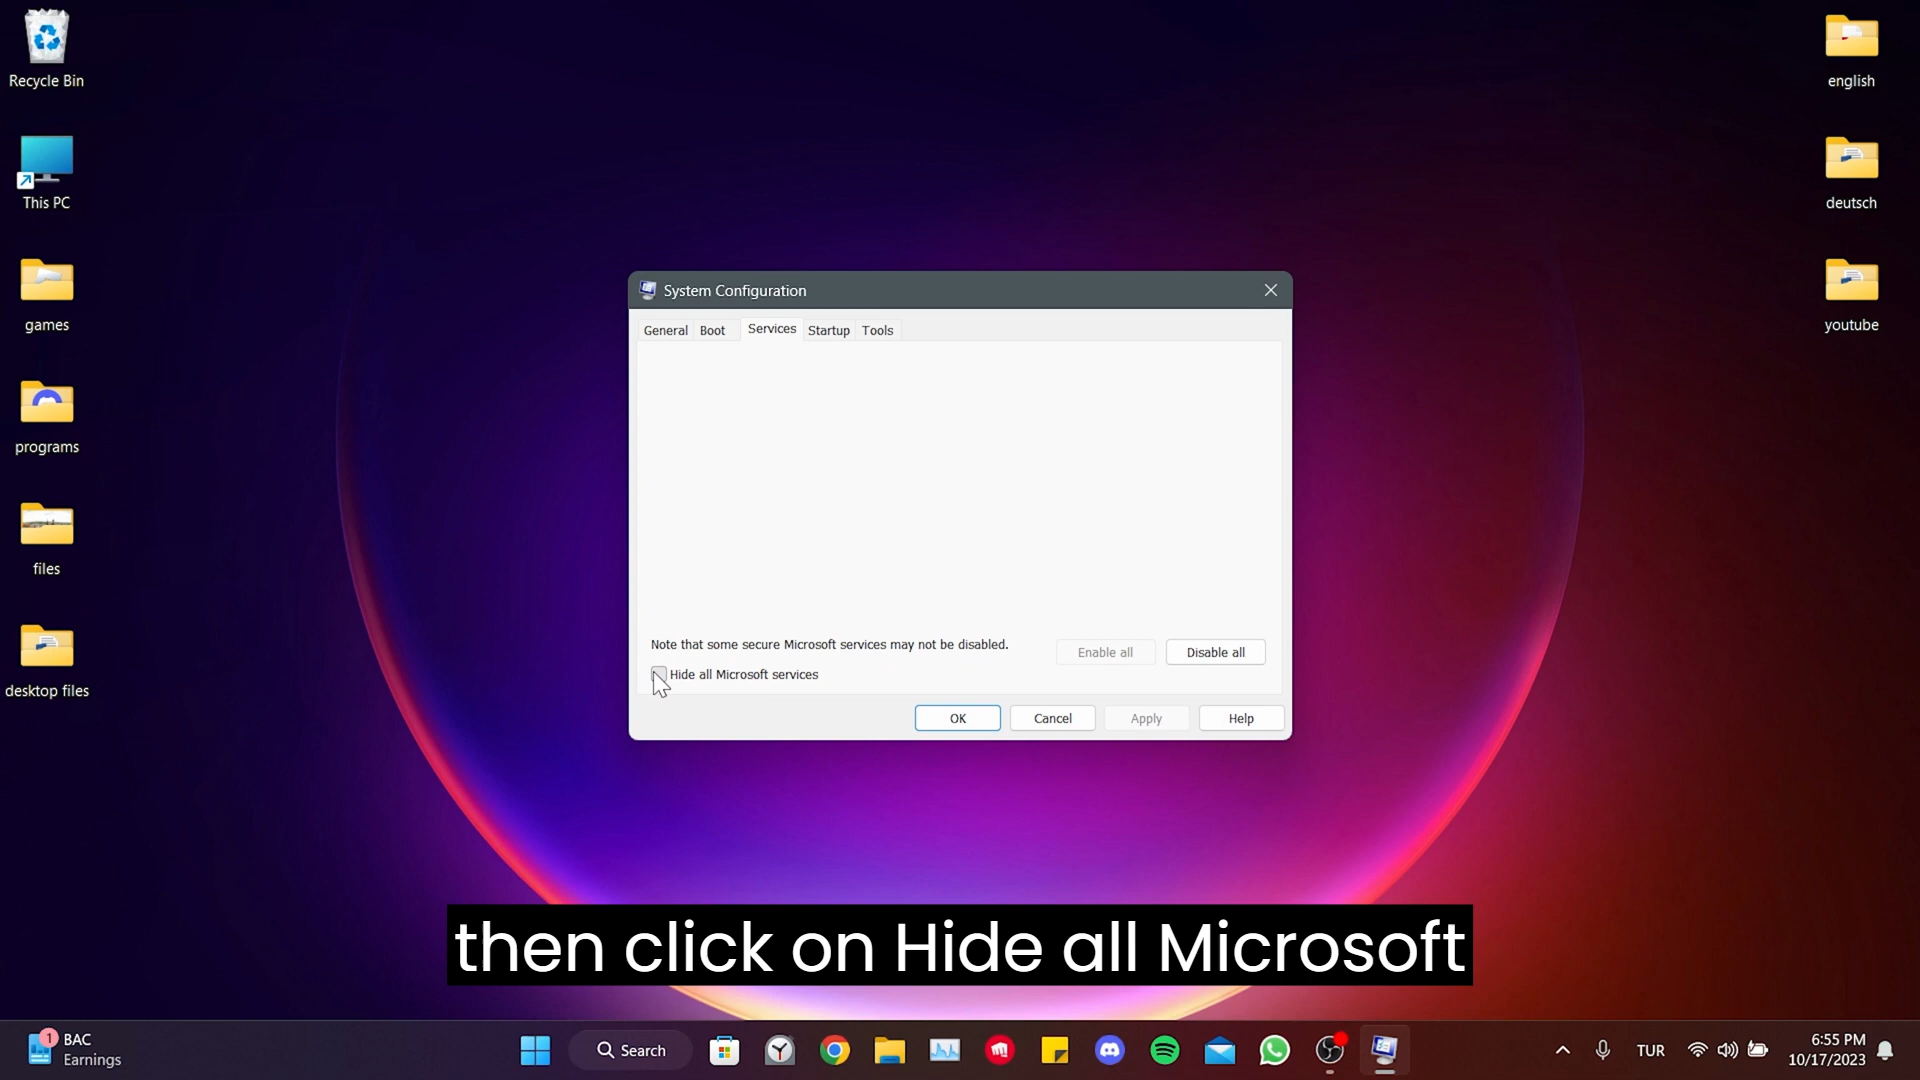 Recycle Bin
This PC
games
programs
files
desktop files
english
deutsch
youtube
System Configuration
General
Boot
Services
Startup
Tools
Note that some secure Microsoft services may not be disabled.
Enable all
Disable all
Hide all Microsoft services
OK
Cancel
Apply
Help
then click on Hide all Microsoft
1
BAC
Earnings
Search
TUR
6:55 PM
10/17/2023